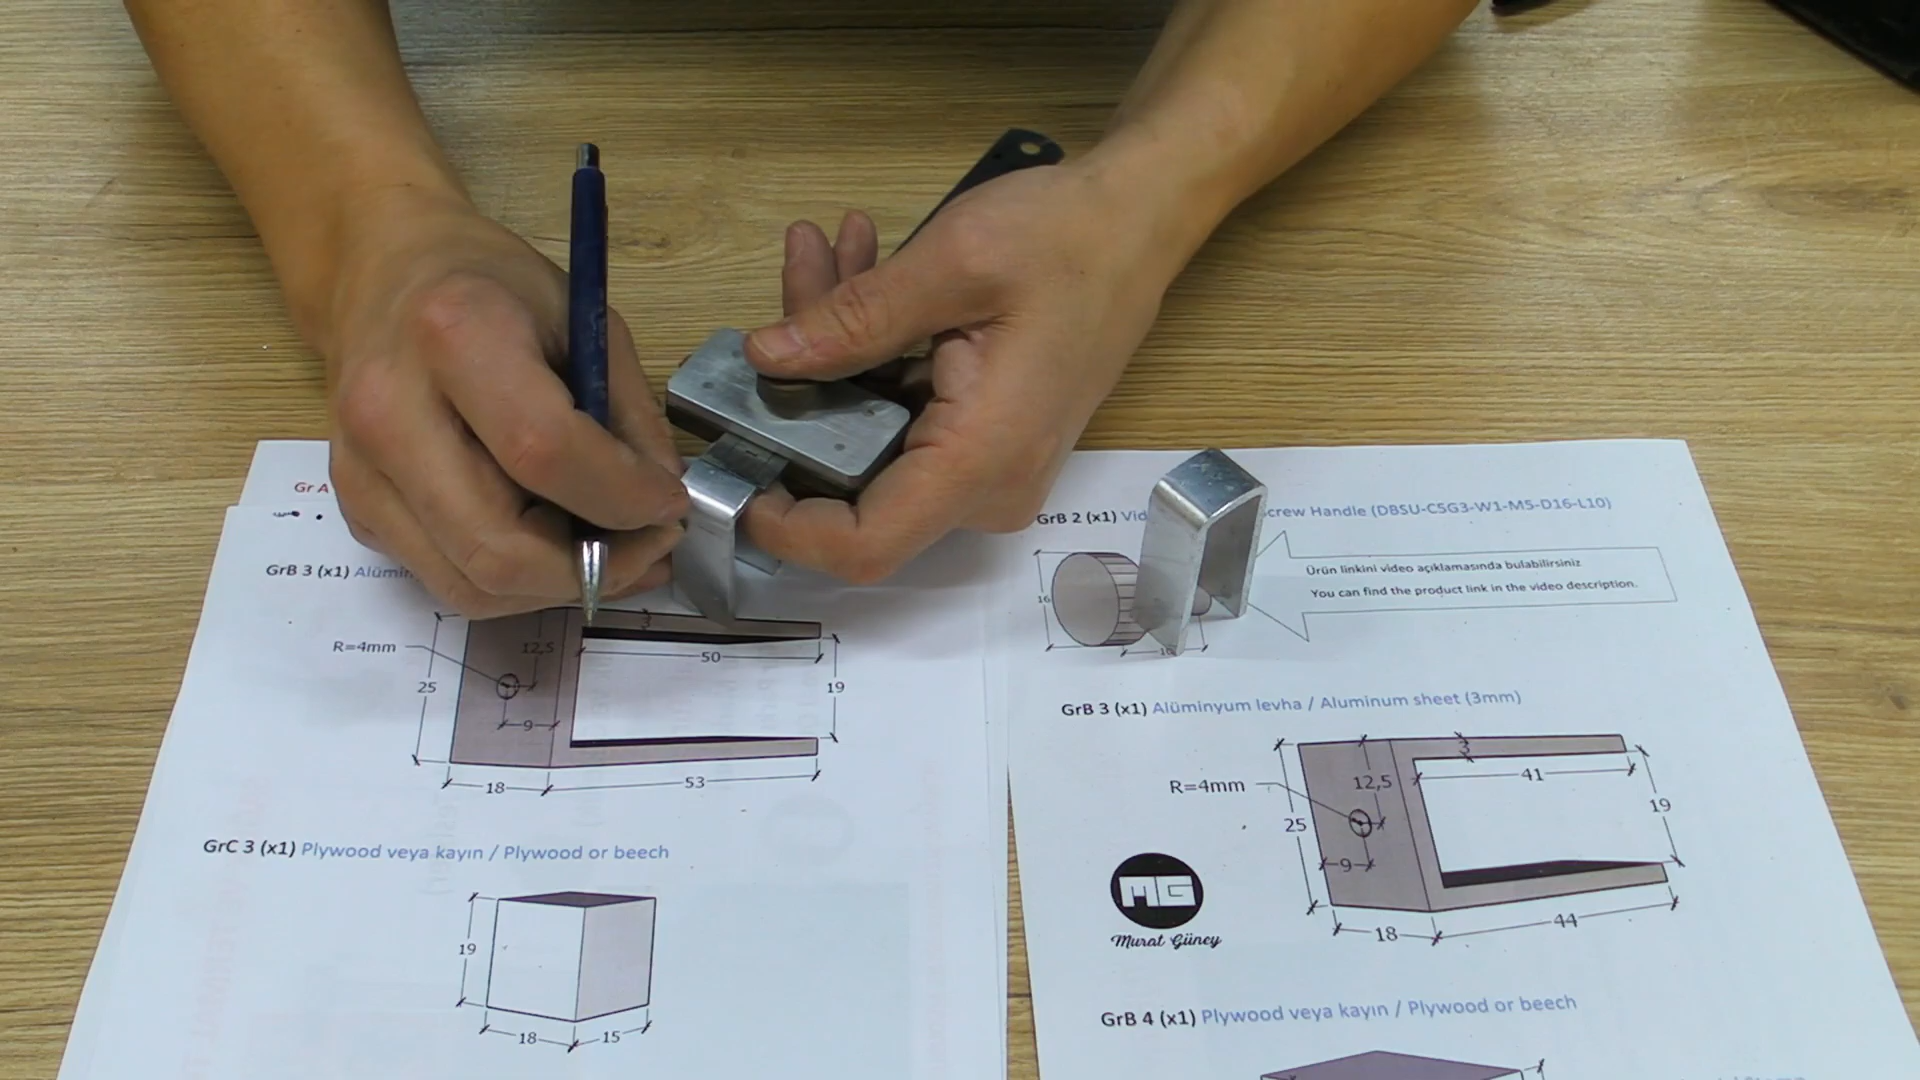 Gr A
GrB 3 (x1) Alümin
3
R=4mm
12,5
50
25
19
9
18
53
GrC 3 (x1) Plywood veya kayın / Plywood or beech
19
18
15
GrB 2 (x1) Vid
crew Handle (DBSU-CSG3-W1-M5-D16-L10)
Ürün linkini video açıklamasında bulabilirsiniz
You can find the product link in the video description.
16
10
GrB 3 (x1) Alüminyum levha / Aluminum sheet (3mm)
3
R=4mm
12,5
41
25
19
9
18
44
MG
Murat Güney
GrB 4 (x1) Plywood veya kayın / Plywood or beech